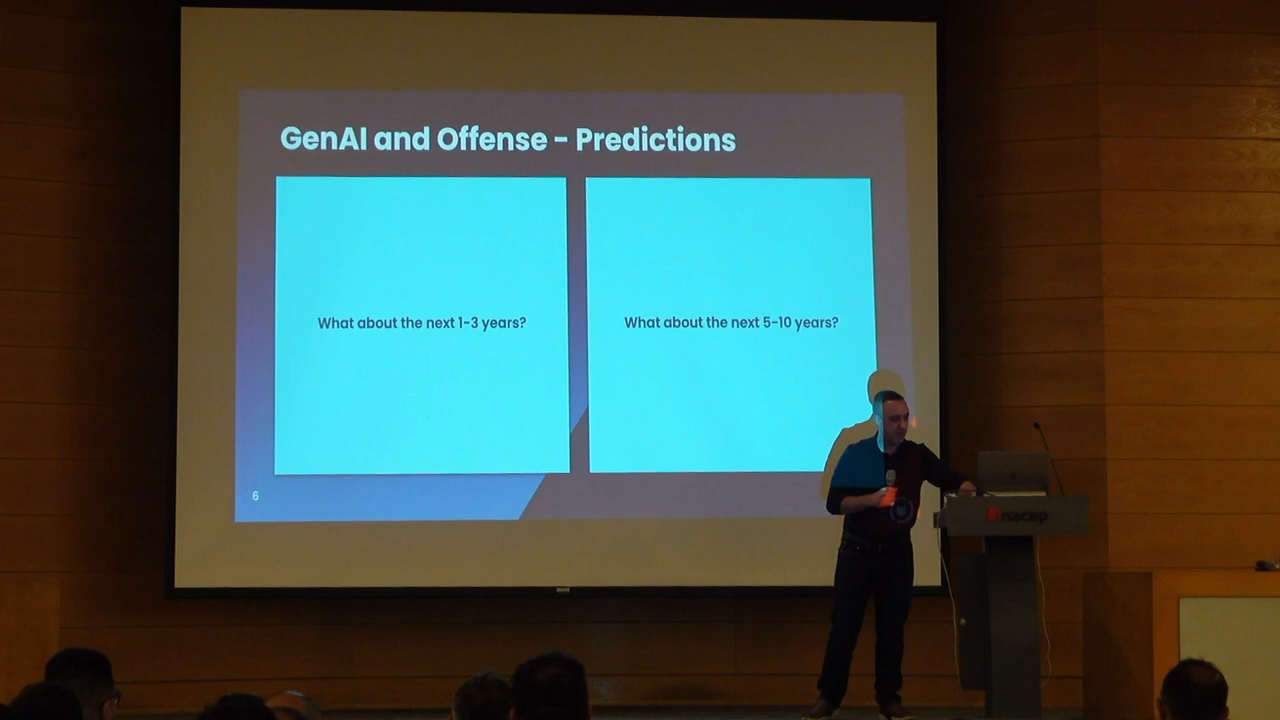 GenAI and Offense - Predictions
What about the next 1-3 years?
What about the next 5-10 years?
6
inacap